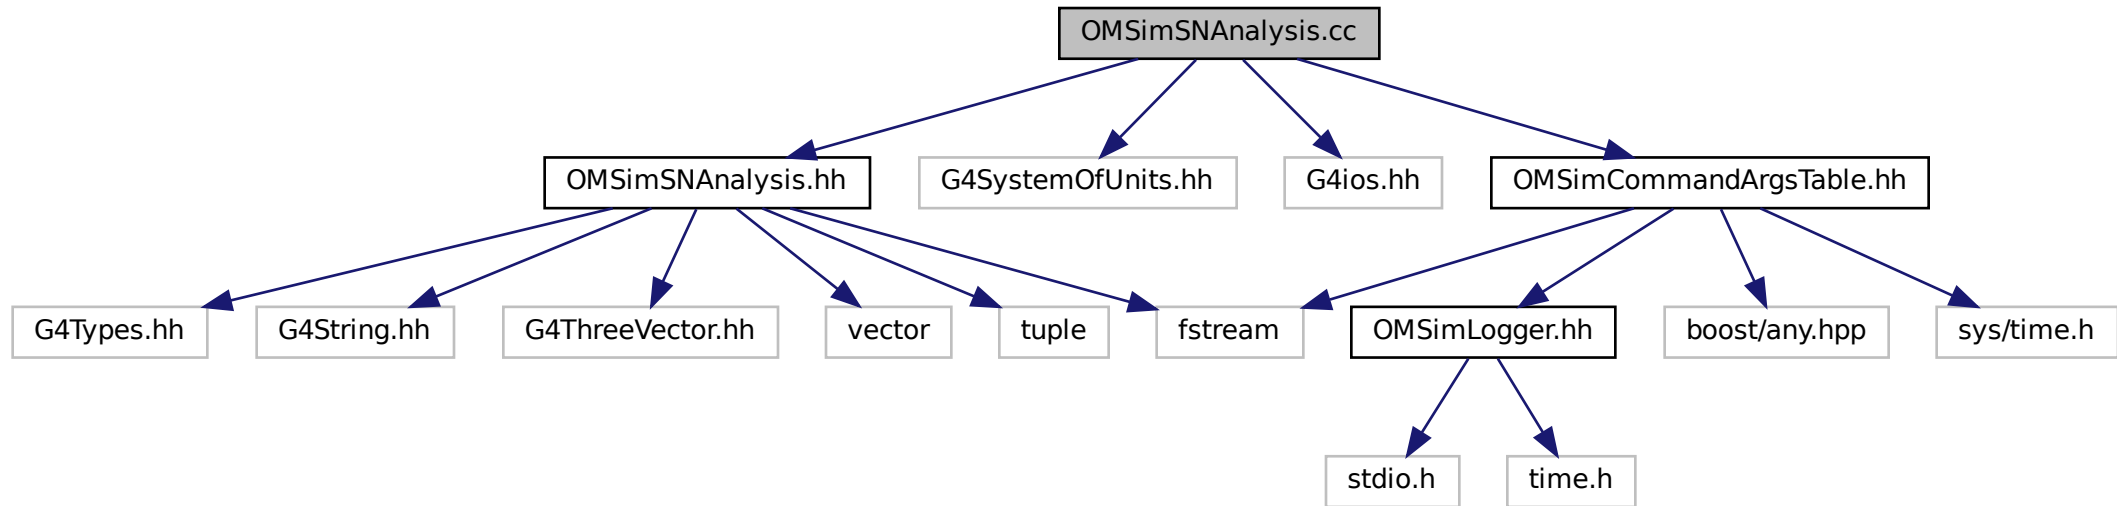 OMSimSNAnalysis.cc
OMSimSNAnalysis.hh
G4SystemOfUnits.hh
G4ios.hh
OMSimCommandArgsTable.hh
G4Types.hh
G4String.hh
G4ThreeVector.hh
vector
tuple
fstream
OMSimLogger.hh
boost/any.hpp
sys/time.h
stdio.h
time.h